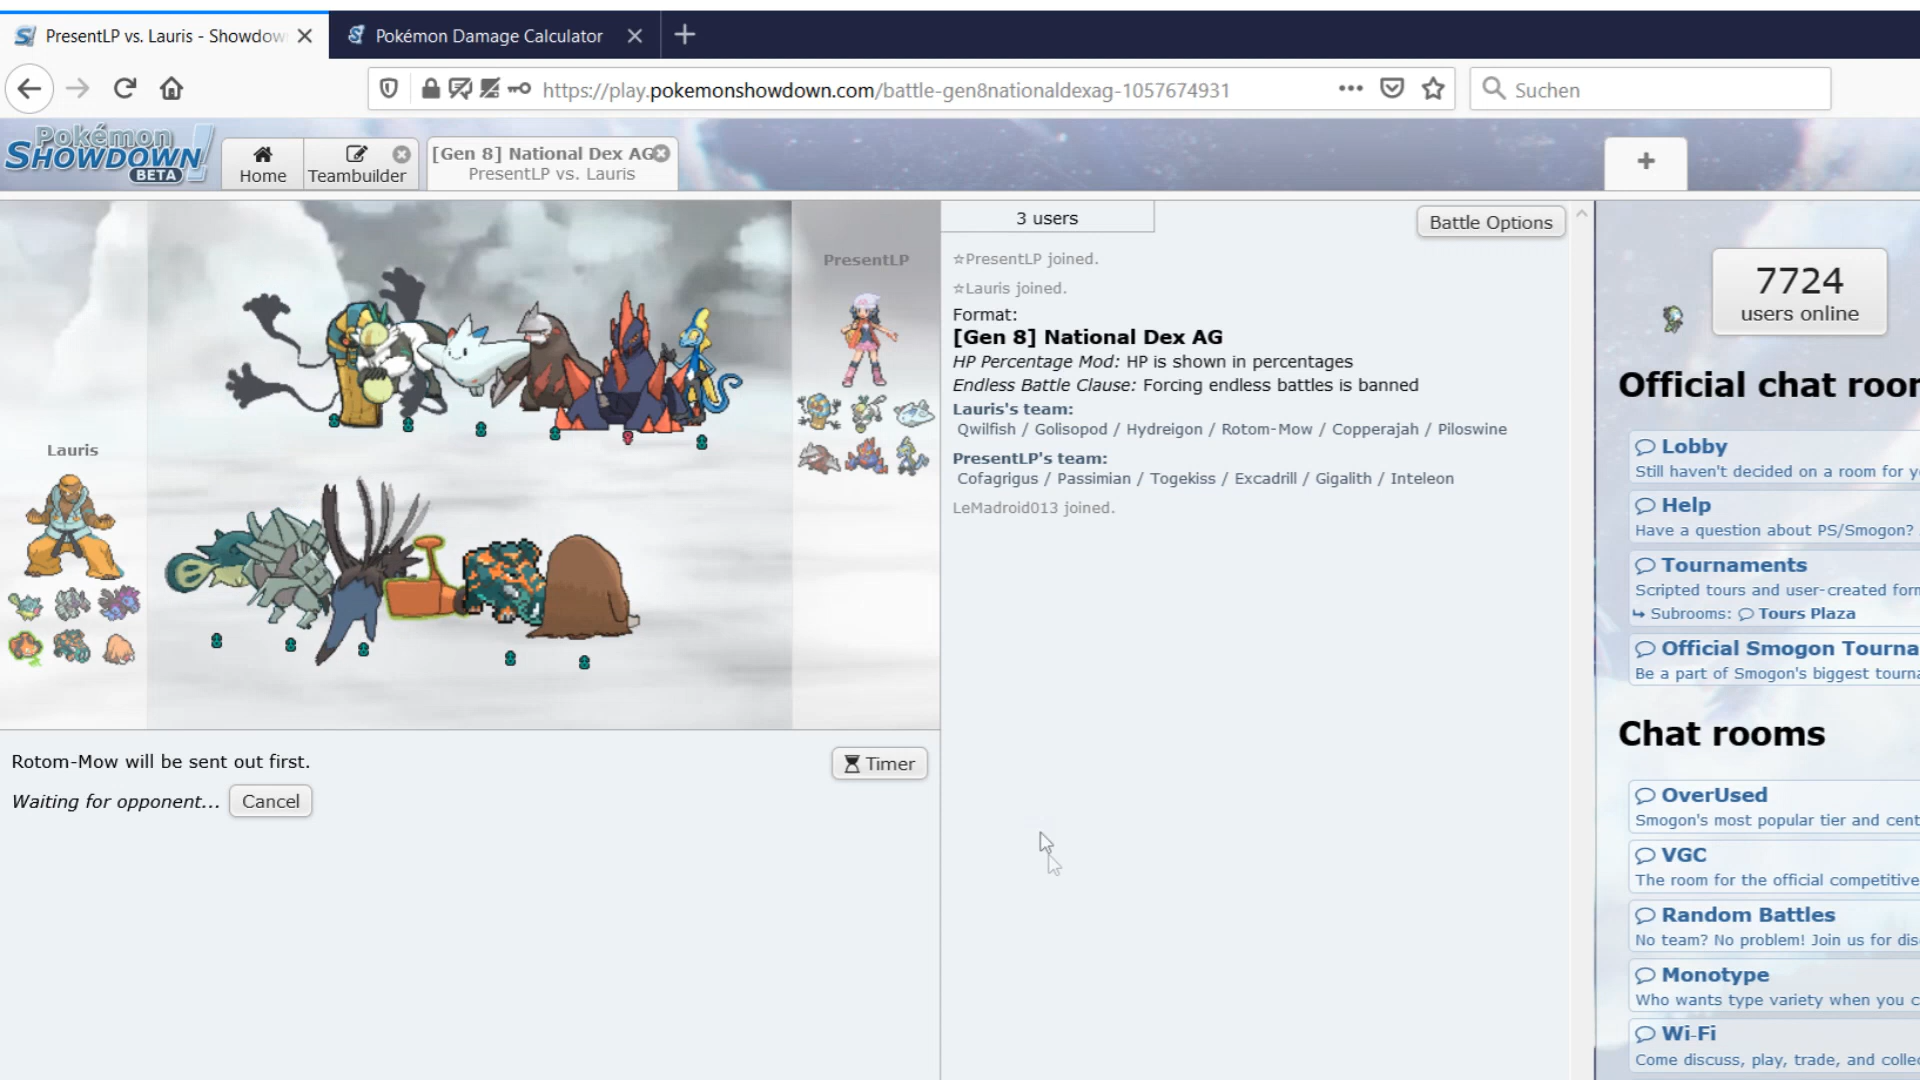 PresentLP vs. Lauris - Showdow
Pokémon Damage Calculator
https://play.pokemonshowdown.com/battle-gen8nationaldexag-1057674931
Suchen
Pokémon
SHOWDOWN!
BETA
Home
Teambuilder
[Gen 8] National Dex AG
PresentLP vs. Lauris
PresentLP
Lauris
Rotom-Mow will be sent out first.
Timer
Waiting for opponent...
Cancel
3 users
Battle Options
☆PresentLP joined.
☆Lauris joined.
Format:
[Gen 8] National Dex AG
HP Percentage Mod: HP is shown in percentages
Endless Battle Clause: Forcing endless battles is banned
Lauris's team:
Qwilfish / Golisopod / Hydreigon / Rotom-Mow / Copperajah / Piloswine
PresentLP's team:
Cofagrigus / Passimian / Togekiss / Excadrill / Gigalith / Inteleon
LeMadroid013 joined.
7724
users online
Official chat roor
Lobby
Still haven't decided on a room for y
Help
Have a question about PS/Smogon?
Tournaments
Scripted tours and user-created forn
↳ Subrooms: Tours Plaza
Official Smogon Tourna
Be a part of Smogon's biggest tourna
Chat rooms
OverUsed
Smogon's most popular tier and cent
VGC
The room for the official competitive
Random Battles
No team? No problem! Join us for dis
Monotype
Who wants type variety when you c
Wi-Fi
Come discuss, play, trade, and collec